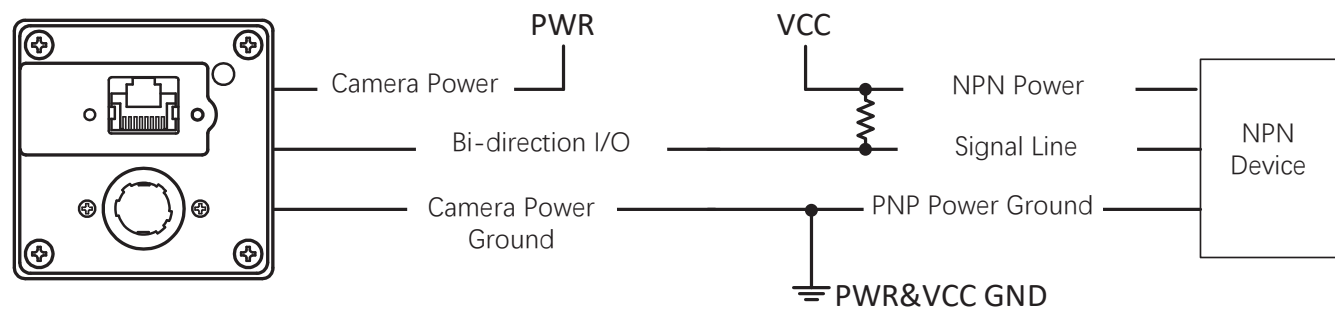 PWR
VCC
Camera Power
NPN Power
Bi-direction I/O
Signal Line
NPN
Device
Camera Power
Ground
PNP Power Ground
PWR&VCC GND